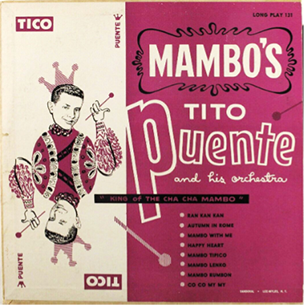 TICO
PUENTE
LONG PLAY 131
MAMBO'S
TITO
Puente
and his orchestra
" KING of THE CHA CHA MAMBO "
• RAN KAN KAN
• AUTUMN IN ROME
• MAMBO WITH ME
• HAPPY HEART
• MAMBO TIPICO
• MAMBO LENKO
• MAMBO RUMBON
• CO CO MY MY
PUENTE
TICO